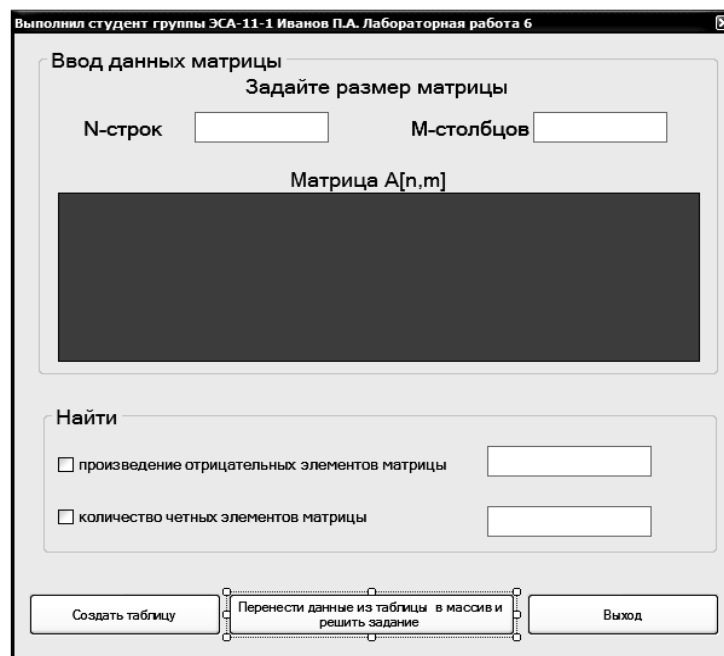 Выполнил студент группы ЭСА-11-1 Иванов П.А. Лабораторная работа 6
Ввод данных матрицы
Задайте размер матрицы
N-строк
M-столбцов
Матрица A[n,m]
Найти
произведение отрицательных элементов матрицы
количество четных элементов матрицы
Создать таблицу
Перенести данные из таблицы в массив и
решить задание
Выход